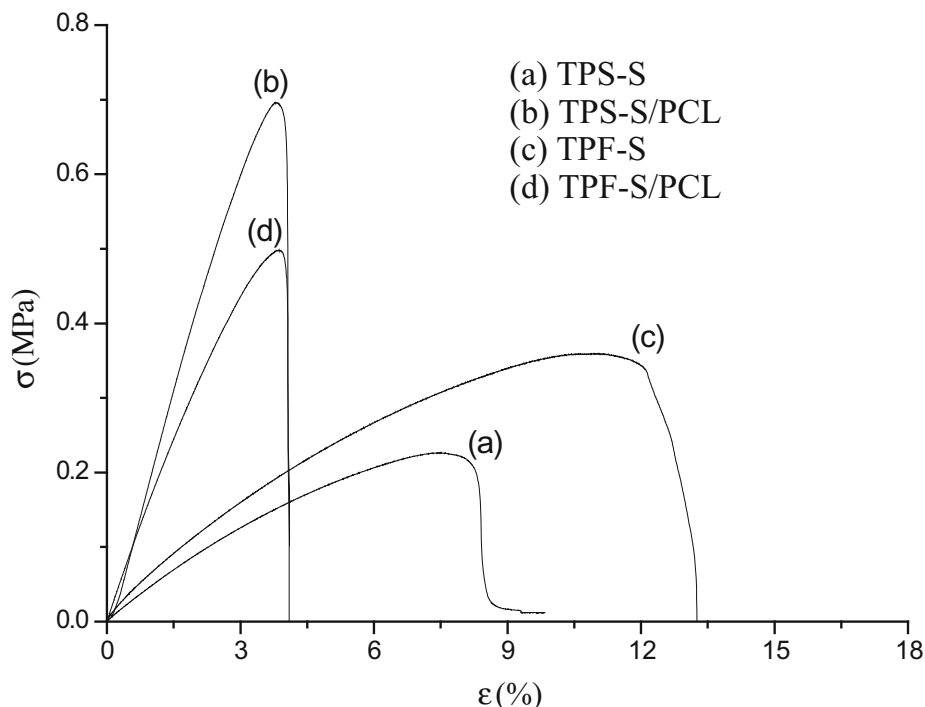 0.8
(b)
(a) TPS-S
(b) TPS-S/PCL
(c) TPF-S
(d) TPF-S/PCL
0.6
(d)
0.4
(c)
(a)
0.2
0.0
σ(MPa)
0 3 6 9 12 15 18
ε(%)